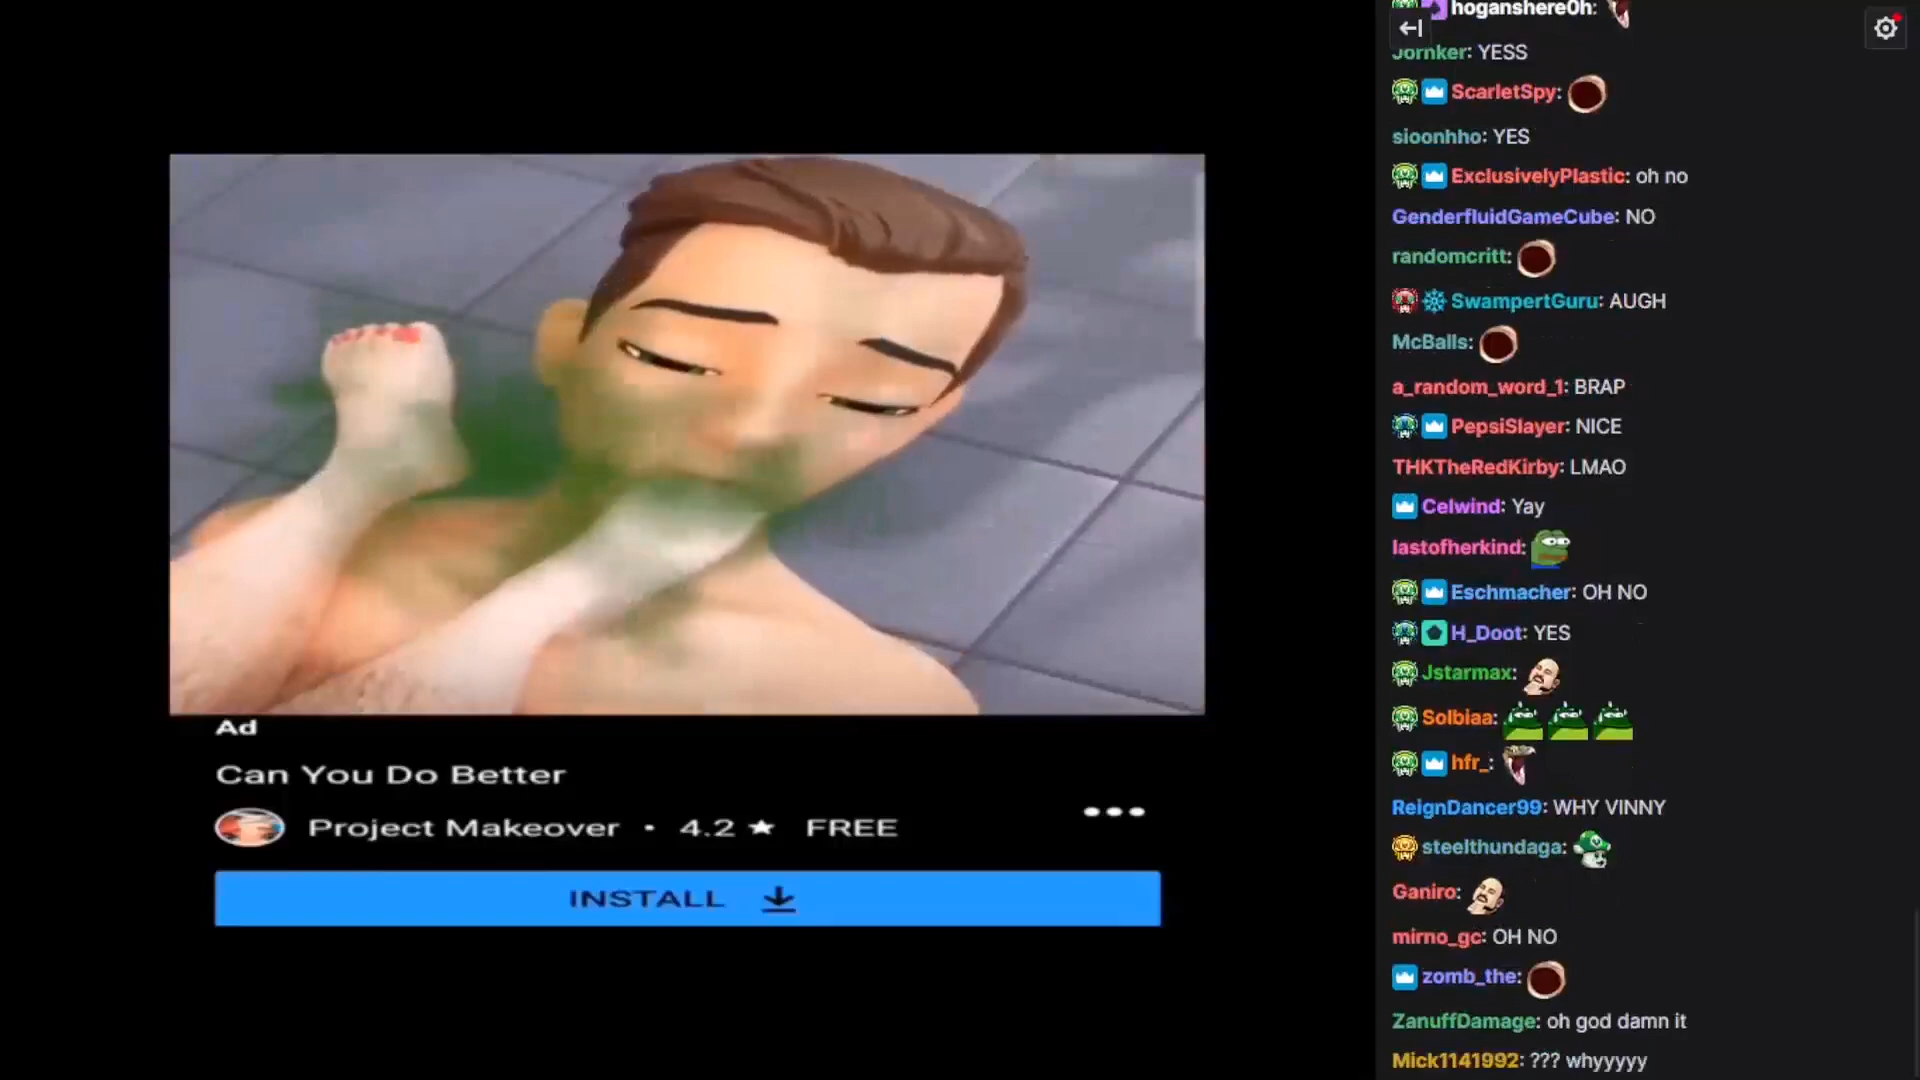 Ad
Can You Do Better
Project Makeover • 4.2 ★ FREE
INSTALL
hoganshere0h:
Jornker: YESS
ScarletSpy:
sioonhho: YES
ExclusivelyPlastic: oh no
GenderfluidGameCube: NO
randomcritt:
SwampertGuru: AUGH
McBalls:
a_random_word_1: BRAP
PepsiSlayer: NICE
THKTheRedKirby: LMAO
Celwind: Yay
lastofherkind:
Eschmacher: OH NO
H_Doot: YES
Jstarmax:
Solbiaa:
hfr_:
ReignDancer99: WHY VINNY
steelthundaga:
Ganiro:
mirno_gc: OH NO
zomb_the:
ZanuffDamage: oh god damn it
Mick1141992: ??? whyyyyy